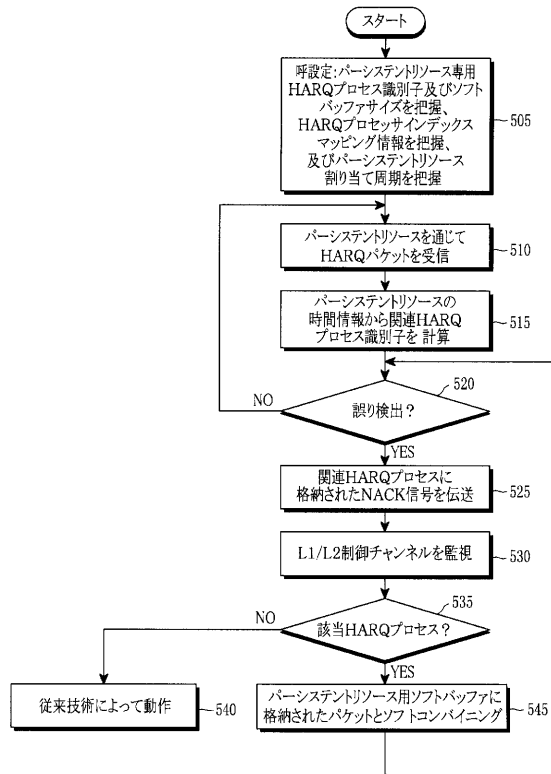 スタート
呼設定:パーシステントリソース専用
HARQプロセス識別子及びソフト
バッファサイズを把握、
HARQプロセッサインデックス
マッピング情報を把握、
及びパーシステントリソース
割り当て周期を把握
505
パーシステントリソースを通じて
HARQパケットを受信
510
パーシステントリソースの
時間情報から関連HARQ
プロセス識別子を 計算
515
520
誤り検出?
NO
YES
関連HARQプロセスに
格納されたNACK信号を伝送
525
L1/L2制御チャンネルを監視
530
535
該当HARQプロセス?
NO
YES
従来技術によって動作
540
パーシステントリソース用ソフトバッファに
格納されたパケットとソフトコンバイニング
545